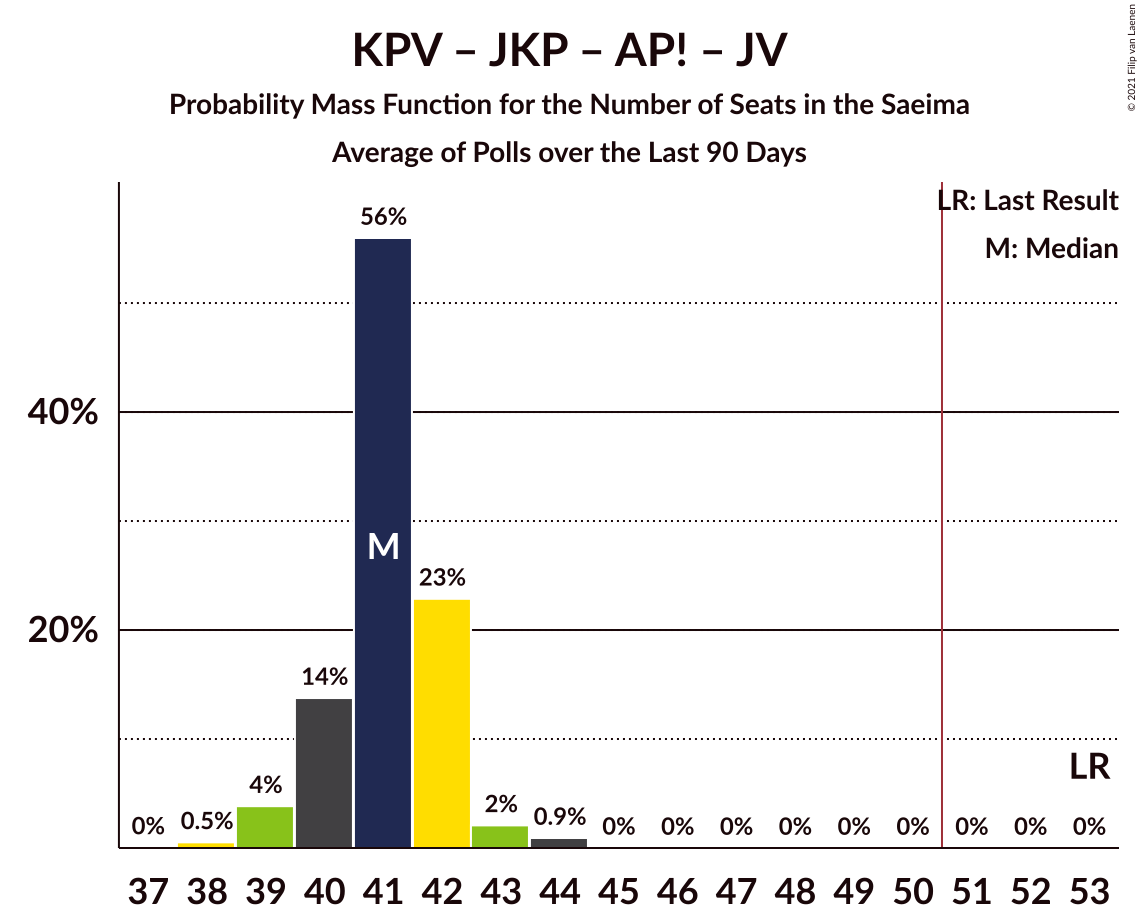 KPV – JKP – AP! – JV
Probability Mass Function for the Number of Seats in the Saeima
Average of Polls over the Last 90 Days
© 2021 Filip van Laenen
LR: Last Result
M: Median
56%
40%
M
23%
20%
14%
LR
4%
2%
0.9%
0.5%
0% 0% 0% 0% 0% 0% 0% 0% 0% 0%
37 38 39 40 41 42 43 44 45 46 47 48 49 50 51 52 53